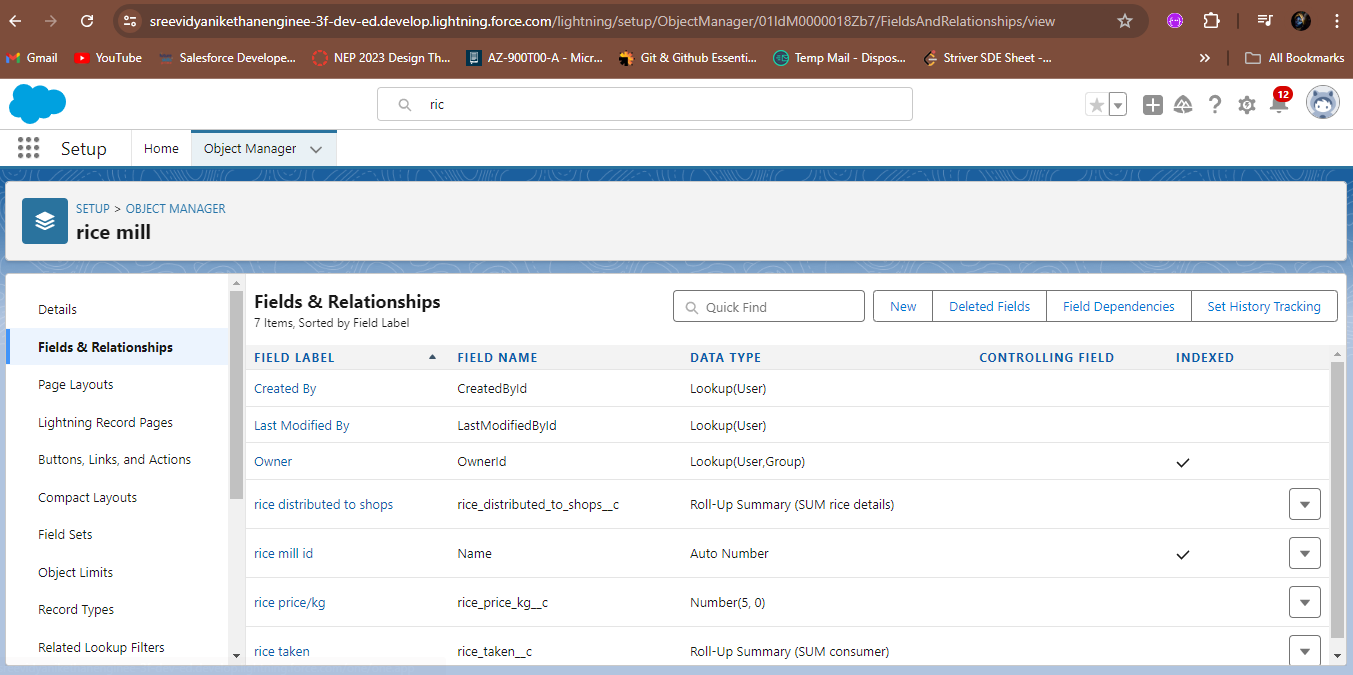 sreevidyanikethanenginee-3f-dev-ed.develop.lightning.force.com/lightning/setup/ObjectManager/01IdM0000018Zb7/FieldsAndRelationships/view
Gmail YouTube Salesforce Develope... NEP 2023 Design Th... AZ-900T00-A - Micr... Git & Github Essenti... Temp Mail - Dispos... Striver SDE Sheet -... » All Bookmarks
ric
12
Setup Home Object Manager
SETUP > OBJECT MANAGER
rice mill
Details
Fields & Relationships
Page Layouts
Lightning Record Pages
Buttons, Links, and Actions
Compact Layouts
Field Sets
Object Limits
Record Types
Related Lookup Filters
Fields & Relationships
7 Items, Sorted by Field Label
Quick Find New Deleted Fields Field Dependencies Set History Tracking
FIELD LABEL FIELD NAME DATA TYPE CONTROLLING FIELD INDEXED
Created By CreatedById Lookup(User)
Last Modified By LastModifiedById Lookup(User)
Owner OwnerId Lookup(User,Group)
rice distributed to shops rice_distributed_to_shops__c Roll-Up Summary (SUM rice details)
rice mill id Name Auto Number
rice price/kg rice_price_kg__c Number(5, 0)
rice taken rice_taken__c Roll-Up Summary (SUM consumer)